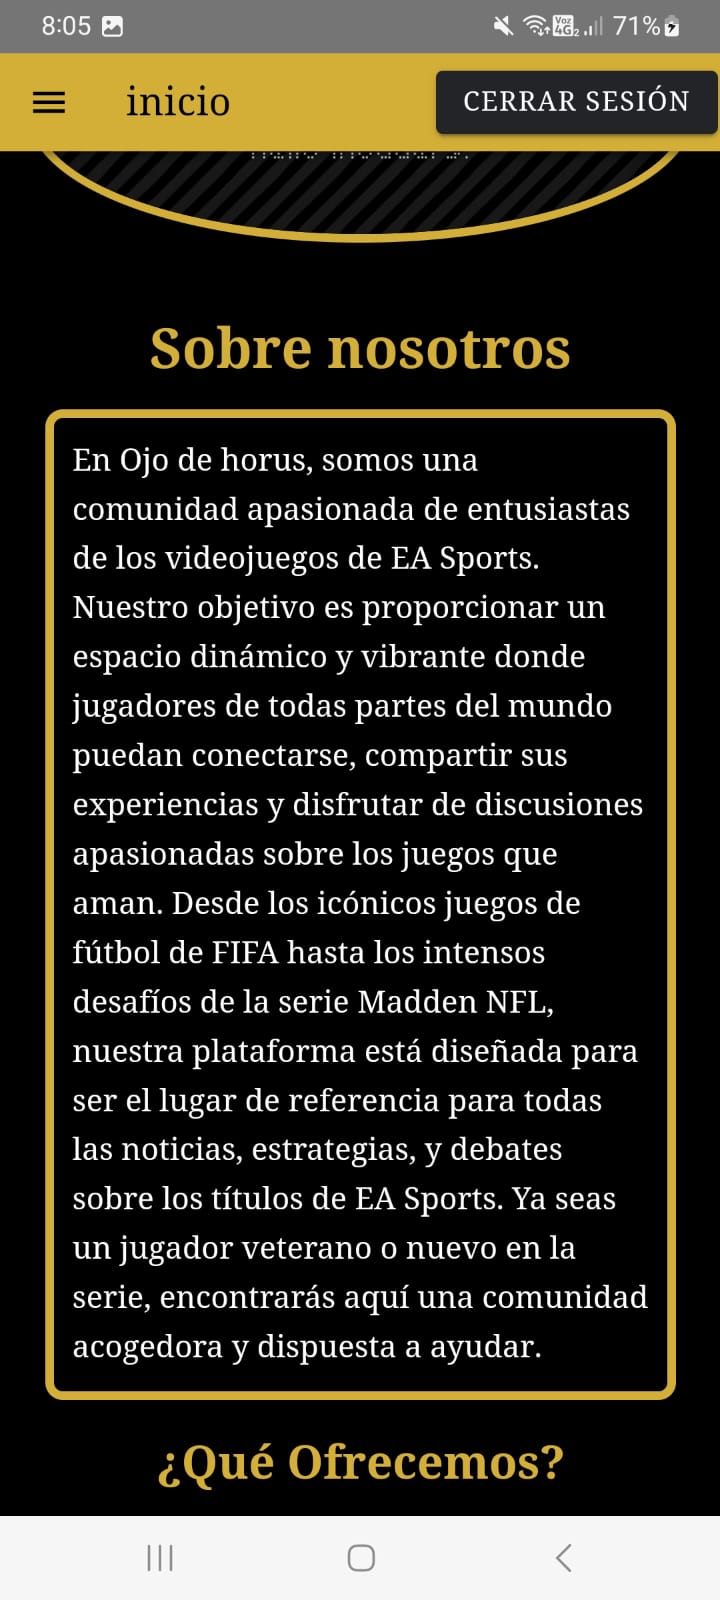 8:05
Voz
4G 2
71%
inicio
CERRAR SESIÓN
Sobre nosotros
En Ojo de horus, somos una
comunidad apasionada de entusiastas
de los videojuegos de EA Sports.
Nuestro objetivo es proporcionar un
espacio dinámico y vibrante donde
jugadores de todas partes del mundo
puedan conectarse, compartir sus
experiencias y disfrutar de discusiones
apasionadas sobre los juegos que
aman. Desde los icónicos juegos de
fútbol de FIFA hasta los intensos
desafíos de la serie Madden NFL,
nuestra plataforma está diseñada para
ser el lugar de referencia para todas
las noticias, estrategias, y debates
sobre los títulos de EA Sports. Ya seas
un jugador veterano o nuevo en la
serie, encontrarás aquí una comunidad
acogedora y dispuesta a ayudar.
¿Qué Ofrecemos?